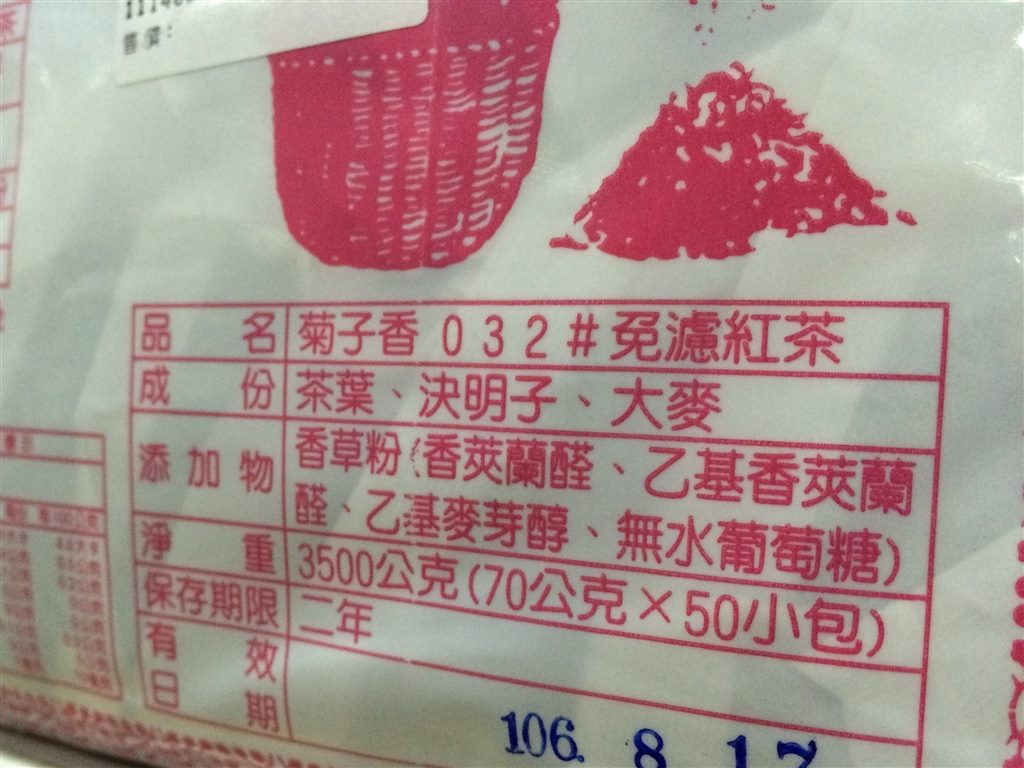 售價:
品名 菊子香 032#免濾紅茶
成份 茶葉、決明子、大麥
添加物 香草粉(香莢蘭醛、乙基香莢蘭
醛、乙基麥芽醇、無水葡萄糖)
淨重 3500公克(70公克×50小包)
保存期限 二年
有效
日期
106. 8. 17